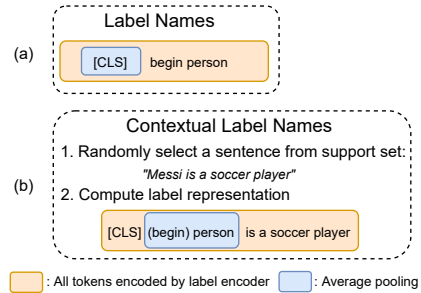 Label Names
(a)
[CLS] begin person
Contextual Label Names
1. Randomly select a sentence from support set:
"Messi is a soccer player"
(b)
2. Compute label representation
[CLS] (begin) person is a soccer player
: All tokens encoded by label encoder : Average pooling